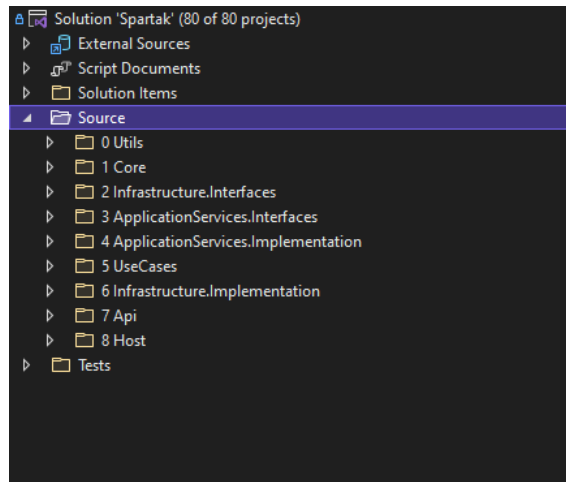 Solution 'Spartak' (80 of 80 projects)
External Sources
Script Documents
Solution Items
Source
0 Utils
1 Core
2 Infrastructure.Interfaces
3 ApplicationServices.Interfaces
4 ApplicationServices.Implementation
5 UseCases
6 Infrastructure.Implementation
7 Api
8 Host
Tests